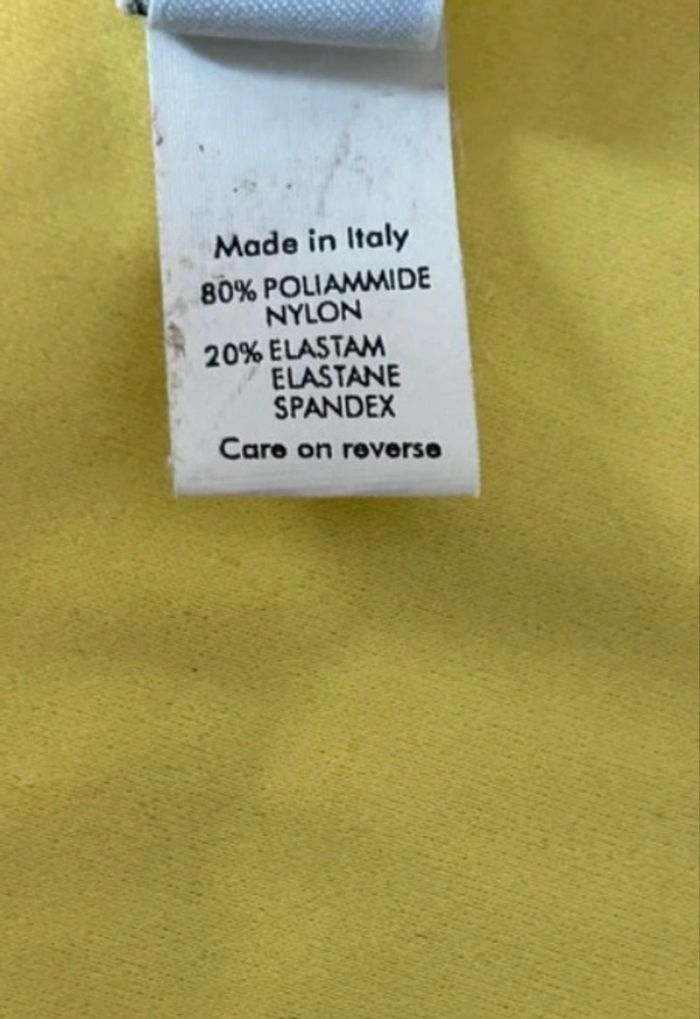 Made in Italy
80% POLIAMMIDE
NYLON
20% ELASTAM
ELASTANE
SPANDEX
Care on reverse